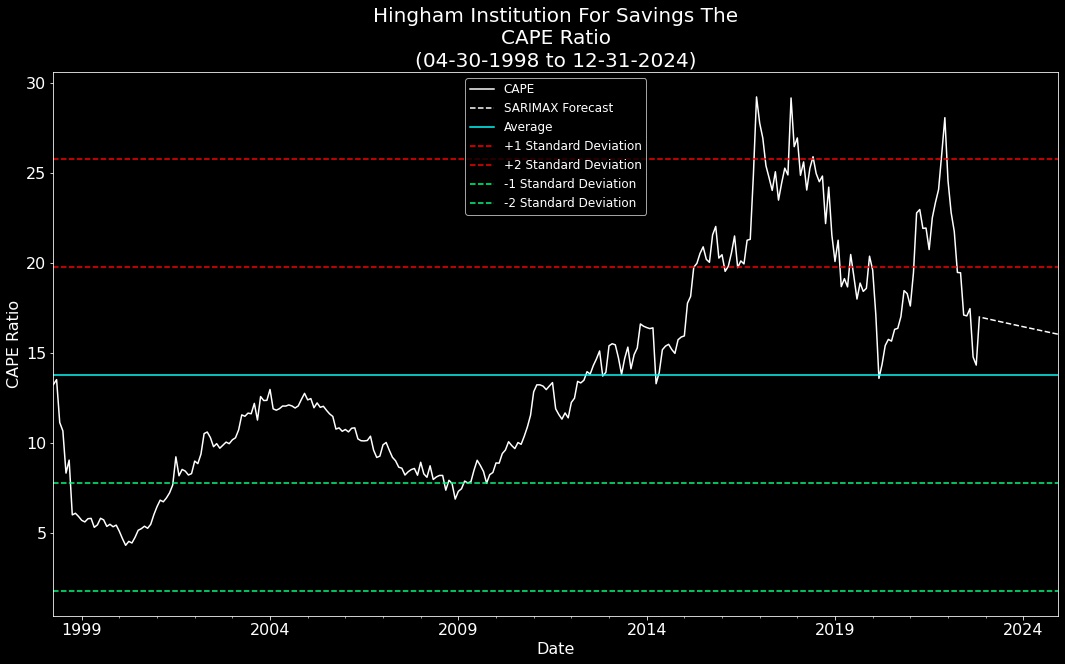 Hingham Institution For Savings The
CAPE Ratio
(04-30-1998 to 12-31-2024)
CAPE
SARIMAX Forecast
Average
+1 Standard Deviation
+2 Standard Deviation
-1 Standard Deviation
-2 Standard Deviation
30
25
20
15
10
5
CAPE Ratio
1999
2004
2009
2014
2019
2024
Date